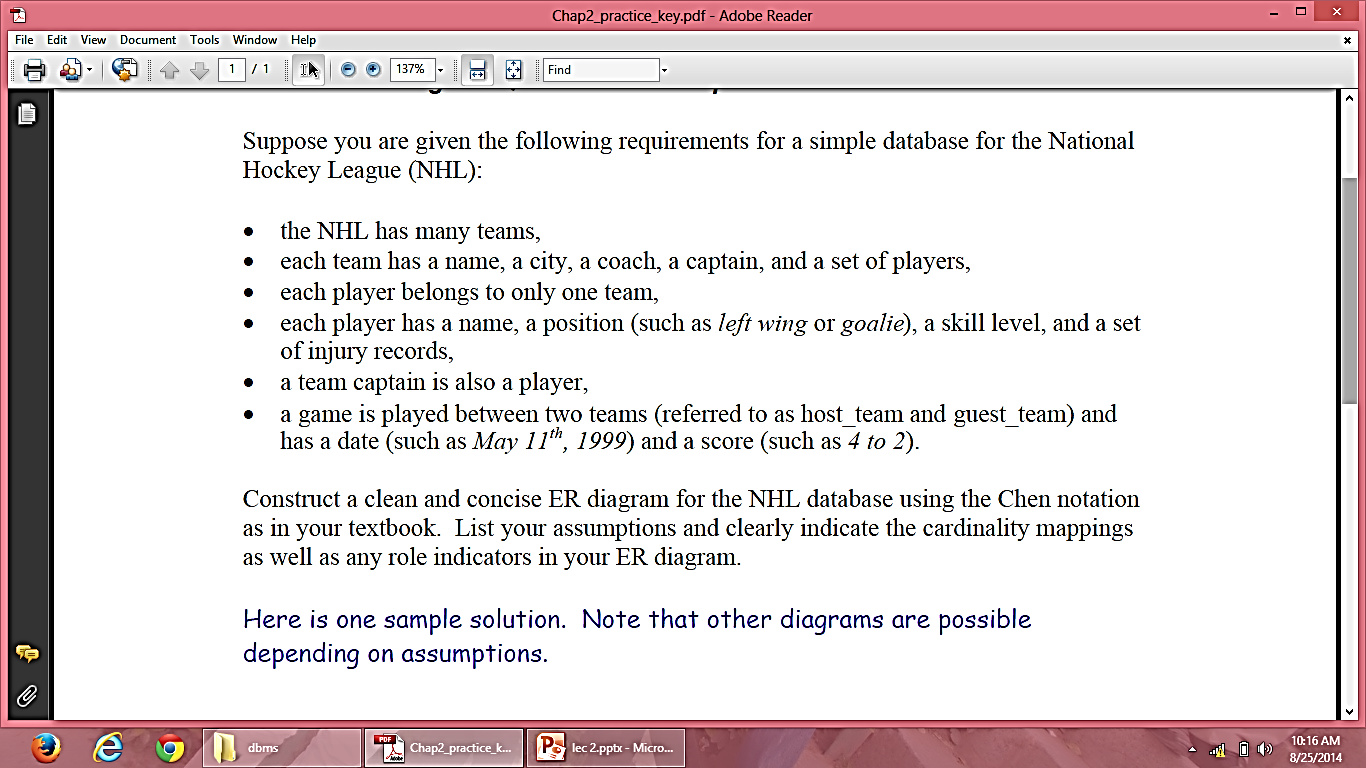 Chap2_practice_key.pdf - Adobe Reader
File Edit View Document Tools Window Help
1 / 1 137% Find
Suppose you are given the following requirements for a simple database for the National
Hockey League (NHL):
• the NHL has many teams,
• each team has a name, a city, a coach, a captain, and a set of players,
• each player belongs to only one team,
• each player has a name, a position (such as left wing or goalie), a skill level, and a set
of injury records,
• a team captain is also a player,
• a game is played between two teams (referred to as host_team and guest_team) and
has a date (such as May 11th, 1999) and a score (such as 4 to 2).
Construct a clean and concise ER diagram for the NHL database using the Chen notation
as in your textbook. List your assumptions and clearly indicate the cardinality mappings
as well as any role indicators in your ER diagram.
Here is one sample solution. Note that other diagrams are possible
depending on assumptions.
dbms
Chap2_practice_k...
lec 2.pptx - Micro...
10:16 AM
8/25/2014